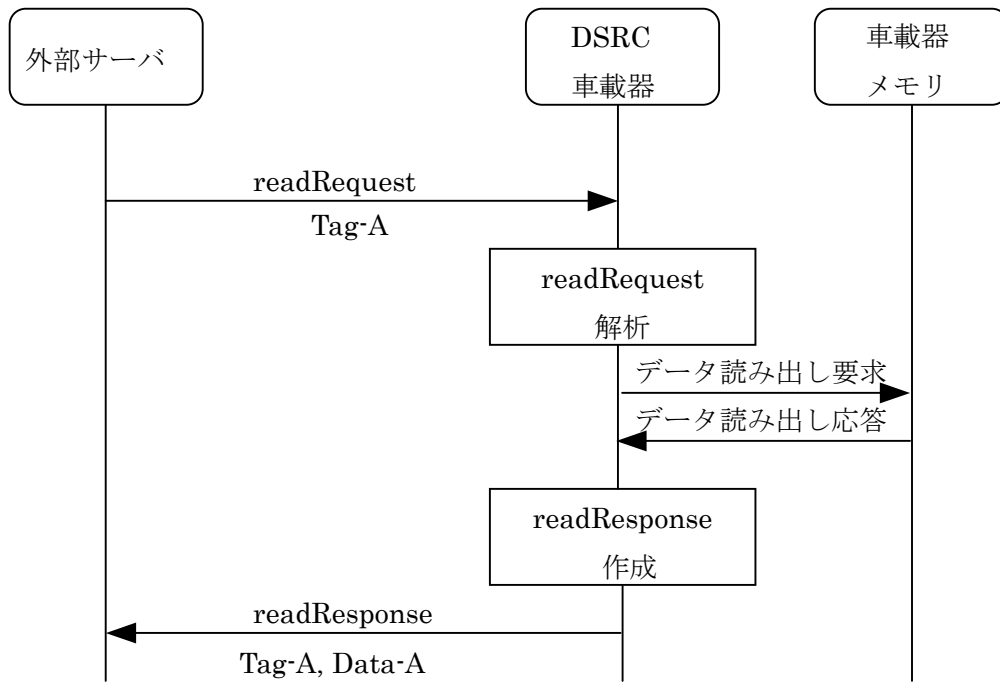 外部サーバ
DSRC
車載器
車載器
メモリ
readRequest
Tag-A
readRequest
解析
データ読み出し要求
データ読み出し応答
readResponse
作成
readResponse
Tag-A, Data-A